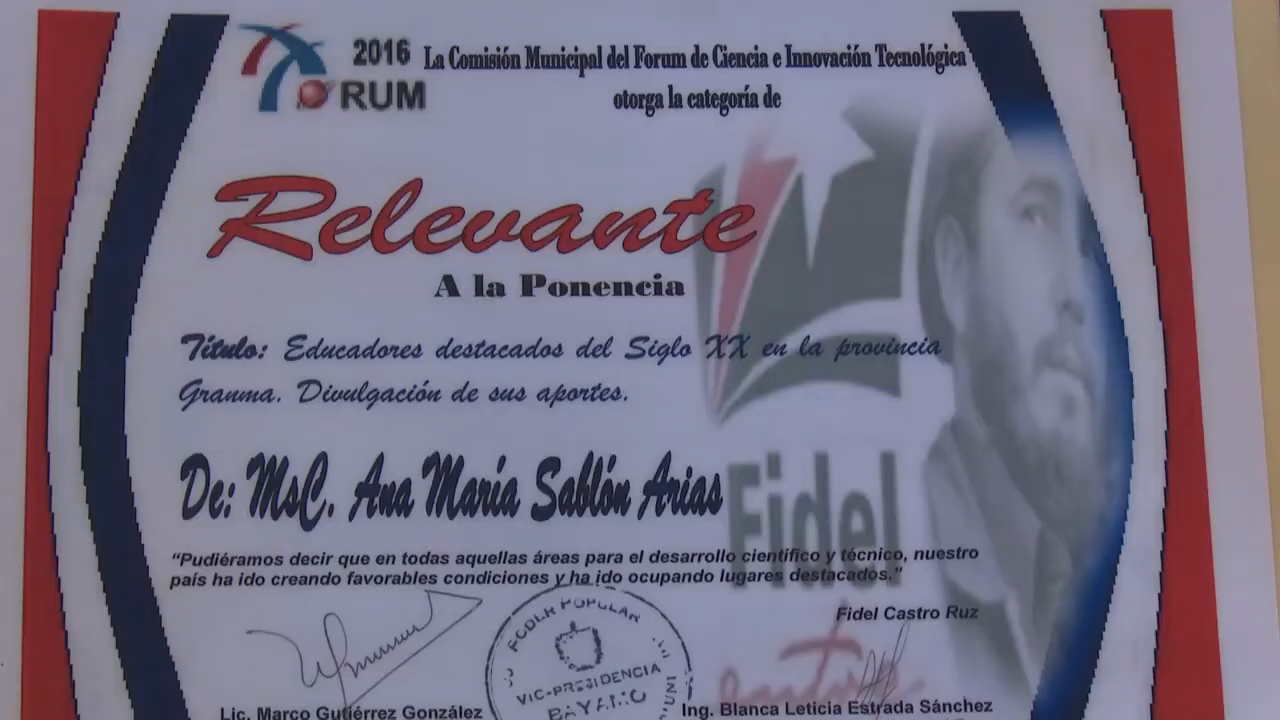 2016
FORUM
La Comisión Municipal del Forum de Ciencia e Innovación Tecnológica
otorga la categoría de
Relevante
A la Ponencia
Título: Educadores destacados del Siglo XX en la provincia
Granma. Divulgación de sus aportes.
De: MsC. Ana María Sablón Arias
Fidel
“Pudiéramos decir que en todas aquellas áreas para el desarrollo científico y técnico, nuestro
país ha ido creando favorables condiciones y ha ido ocupando lugares destacados.”
Fidel Castro Ruz
PODER POPULAR
VIC-PRESIDENCIA
BAYAMO
Lic. Marco Gutiérrez González
Ing. Blanca Leticia Estrada Sánchez